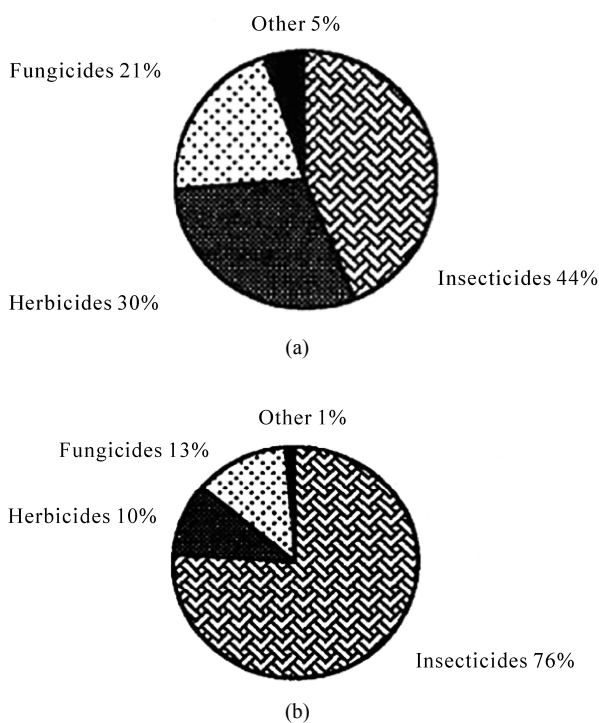 Other 5%
Fungicides 21%
Insecticides 44%
Herbicides 30%
(a)
Other 1%
Fungicides 13%
Herbicides 10%
Insecticides 76%
(b)